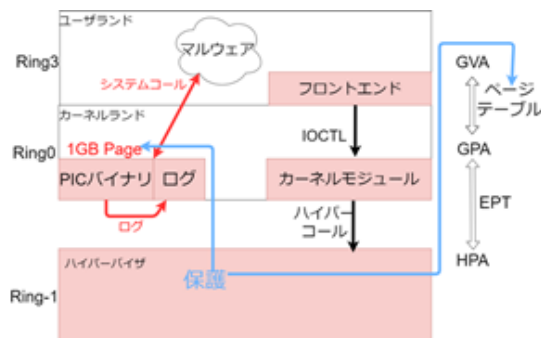 ユーザランド
マルウェア
Ring3
システムコール
フロントエンド
GVA
ページ
テーブル
カーネルランド
IOCTL
Ring0
1GB Page
GPA
PICバイナリ
ログ
カーネルモジュール
ログ
ハイパー
コール
EPT
ハイパーバイザ
保護
HPA
Ring-1